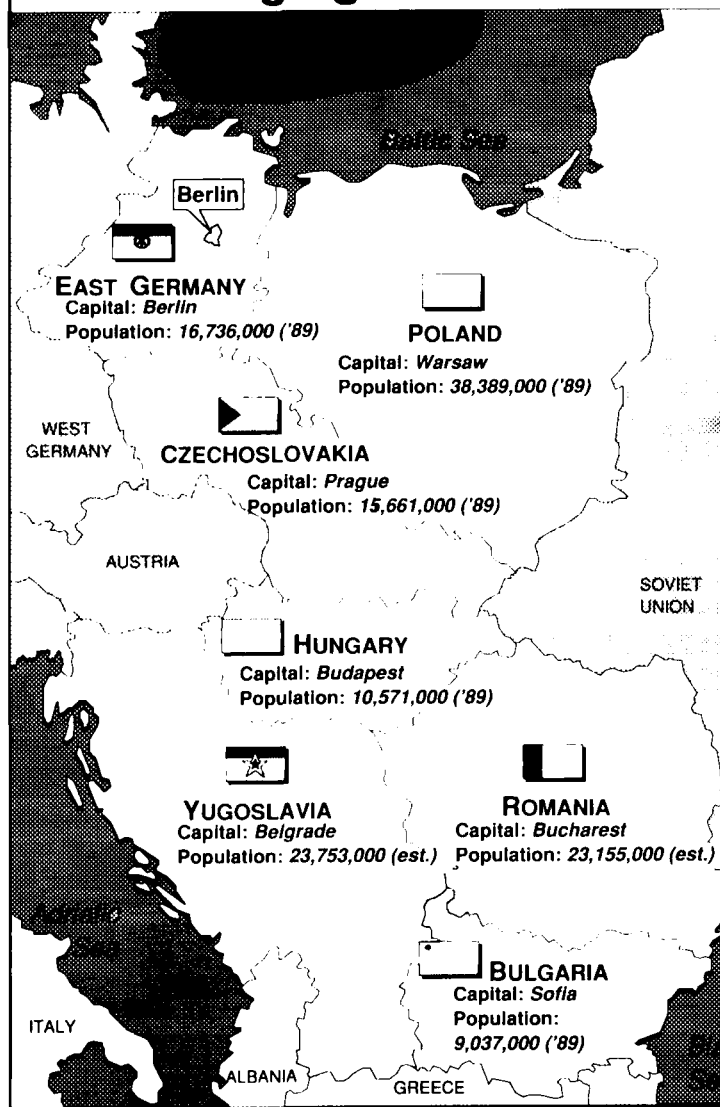 Baltic Sea
Berlin
EAST GERMANY
Capital: Berlin
Population: 16,736,000 ('89)
POLAND
Capital: Warsaw
Population: 38,389,000 ('89)
WEST
GERMANY
CZECHOSLOVAKIA
Capital: Prague
Population: 15,661,000 ('89)
AUSTRIA
SOVIET
UNION
HUNGARY
Capital: Budapest
Population: 10,571,000 ('89)
YUGOSLAVIA
Capital: Belgrade
Population: 23,753,000 (est.)
ROMANIA
Capital: Bucharest
Population: 23,155,000 (est.)
Adriatic
Sea
BULGARIA
Capital: Sofia
Population:
9,037,000 ('89)
ITALY
ALBANIA
GREECE